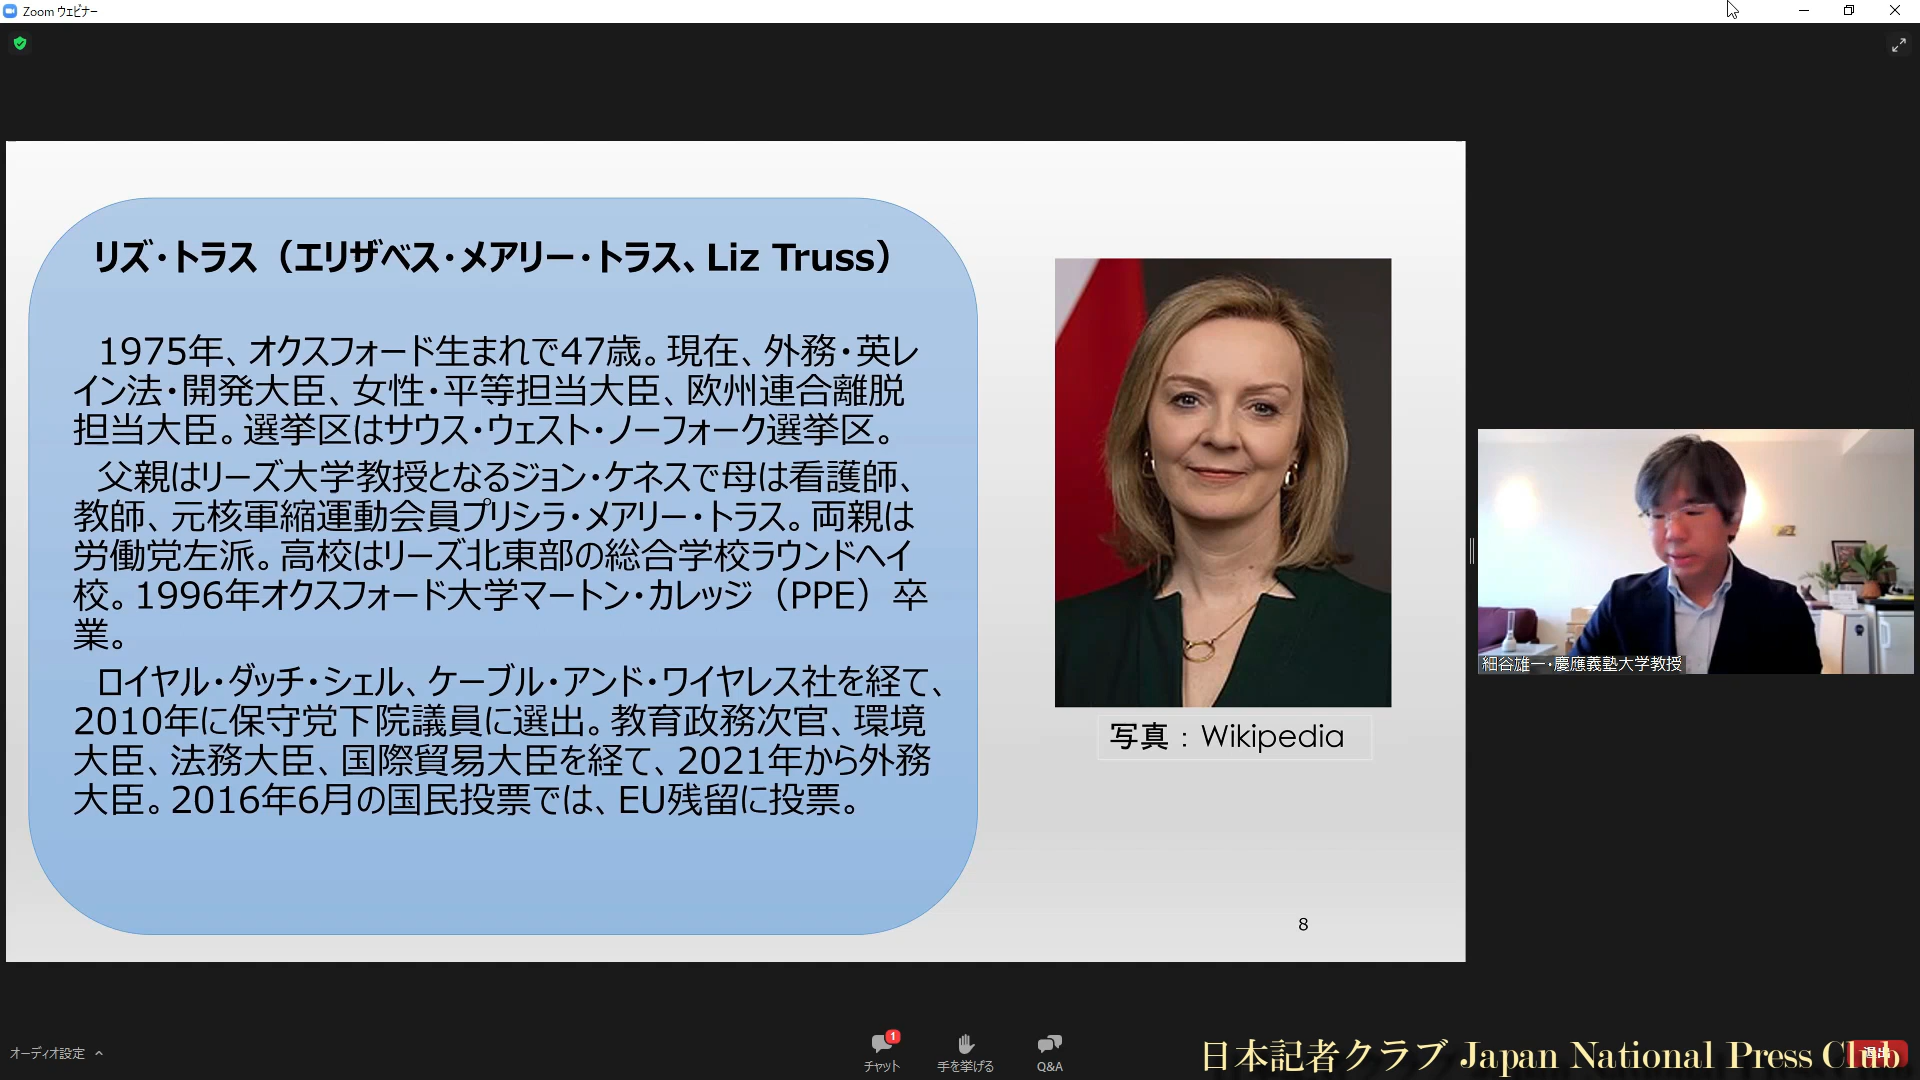 Zoom ウェビナー
リズ・トラス（エリザベス・メアリー・トラス、Liz Truss）
1975年、オクスフォード生まれで47歳。現在、外務・英レ
イン法・開発大臣、女性・平等担当大臣、欧州連合離脱
担当大臣。選挙区はサウス・ウェスト・ノーフォーク選挙区。
父親はリーズ大学教授となるジョン・ケネスで母は看護師、
教師、元核軍縮運動会員プリシラ・メアリー・トラス。両親は
労働党左派。高校はリーズ北東部の総合学校ラウンドヘイ
校。1996年オクスフォード大学マートン・カレッジ（PPE）卒
業。
ロイヤル・ダッチ・シェル、ケーブル・アンド・ワイヤレス社を経て、
2010年に保守党下院議員に選出。教育政務次官、環境
大臣、法務大臣、国際貿易大臣を経て、2021年から外務
大臣。2016年6月の国民投票では、EU残留に投票。
写真：Wikipedia
8
細谷雄一・慶應義塾大学教授
オーディオ設定
1
チャット
手を挙げる
Q&A
退出
日本記者クラブ Japan National Press Club